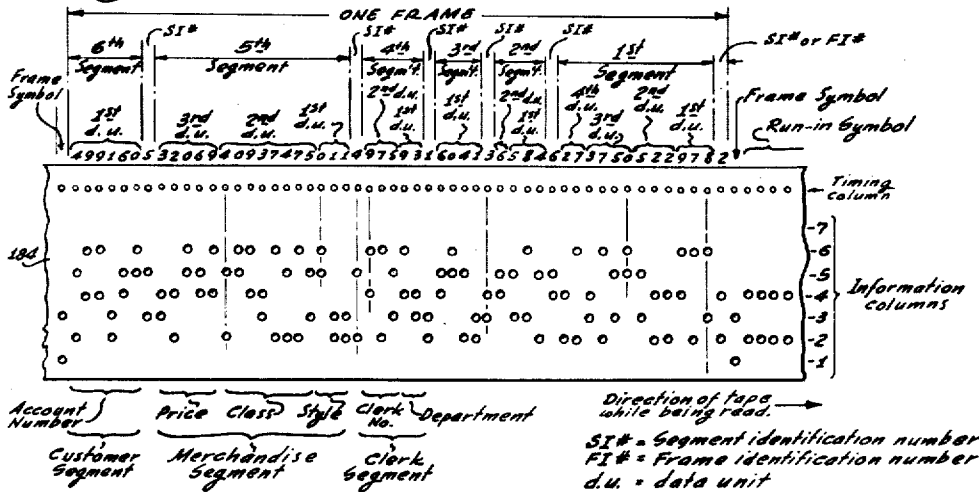 ONE FRAME
6th Segment
SI#
5th Segment
SI#
4th Segm't.
SI#
3rd Segm't.
SI#
2nd Segm't.
SI#
1st Segment
SI# or FI#
Frame Symbol
1st d.u.
3rd d.u.
2nd d.u.
1st d.u.
2nd d.u.
1st d.u.
1st d.u.
2nd d.u.
1st d.u.
4th d.u.
3rd d.u.
2nd d.u.
1st d.u.
Frame Symbol
Run-in Symbol
4991605320694093747501149759316047365846273750522978 2
Timing Column
184
-7
-6
-5
-4
-3
-2
-1
Information Columns
Account Number
Price
Class
Style
Clerk No.
Department
Customer Segment
Merchandise Segment
Clerk Segment
Direction of tape while being read.
SI# = Segment identification number
FI# = Frame identification number
d.u. = data unit